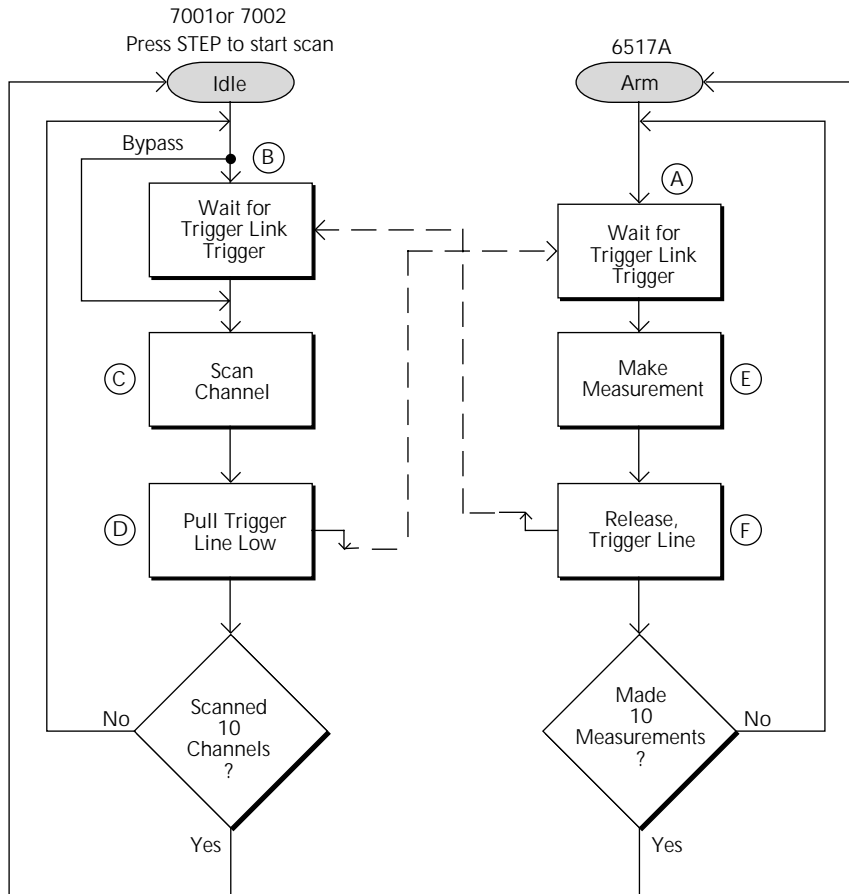 7001or 7002
Press STEP to start scan
Idle
Bypass
B
Wait for
Trigger Link
Trigger
C
Scan
Channel
D
Pull Trigger
Line Low
No
Scanned
10
Channels
?
Yes
6517A
Arm
A
Wait for
Trigger Link
Trigger
Make
Measurement
E
Release,
Trigger Line
F
Made
10
Measurements
?
No
Yes